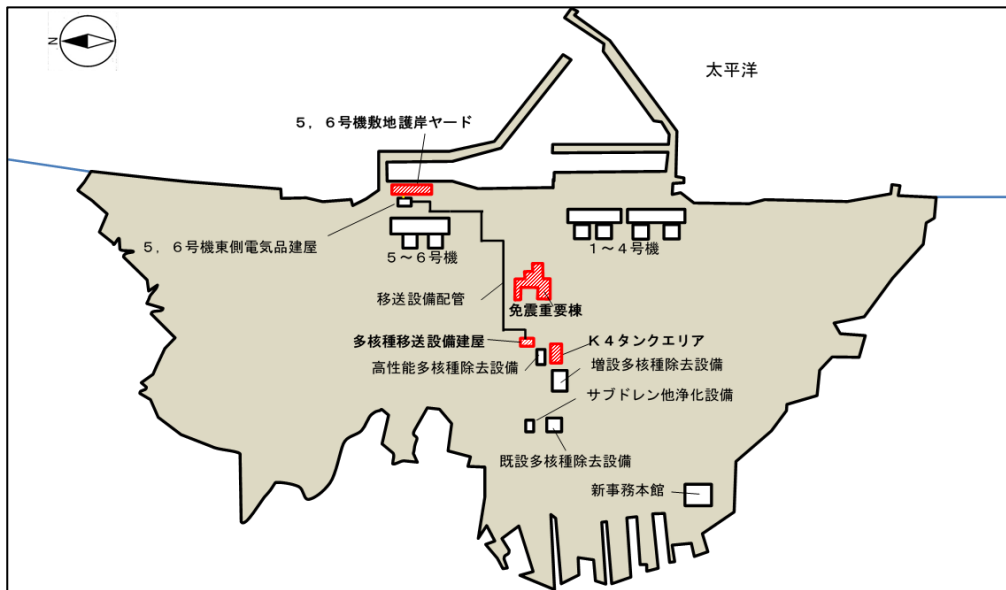 N
太平洋
５，６号機敷地護岸ヤード
５，６号機東側電気品建屋
５～６号機
１～４号機
移送設備配管
免震重要棟
多核種移送設備建屋
Ｋ４タンクエリア
高性能多核種除去設備
増設多核種除去設備
サブドレン他浄化設備
既設多核種除去設備
新事務本館